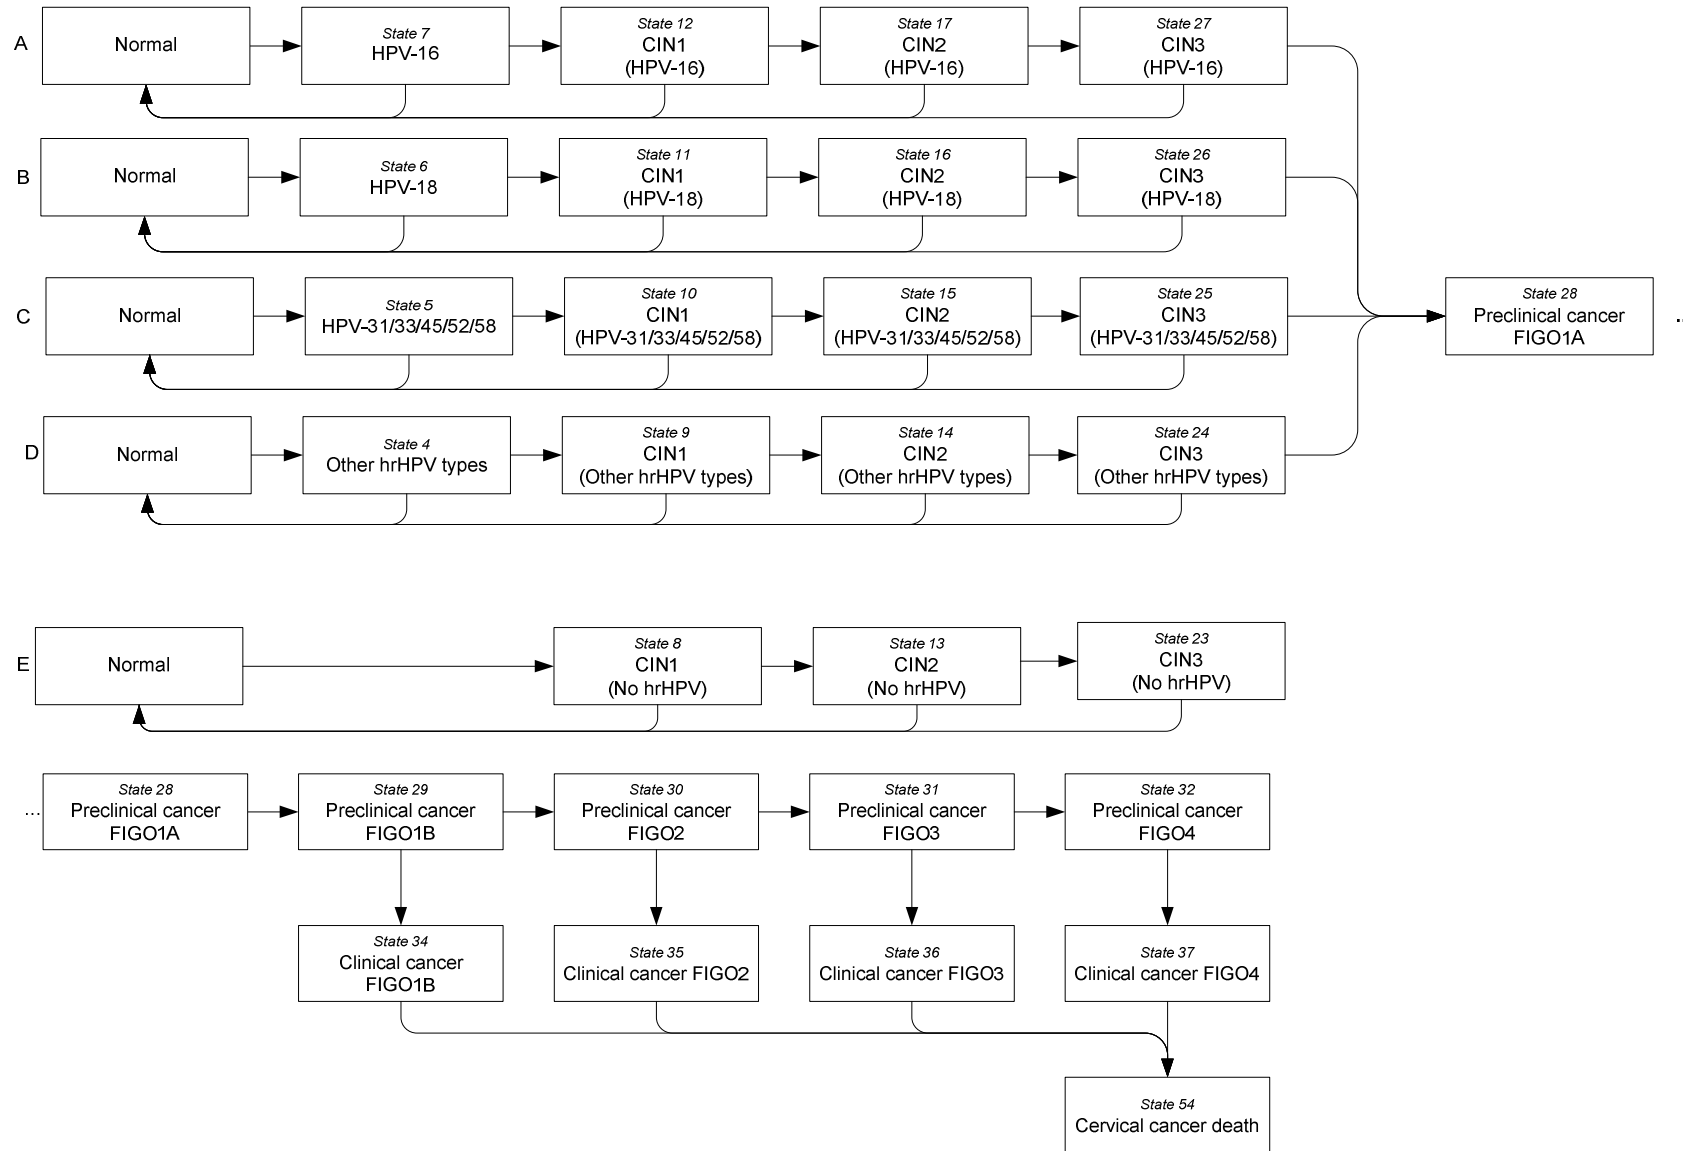 A
Normal
State 7
HPV-16
State 12
CIN1
(HPV-16)
State 17
CIN2
(HPV-16)
State 27
CIN3
(HPV-16)
B
Normal
State 6
HPV-18
State 11
CIN1
(HPV-18)
State 16
CIN2
(HPV-18)
State 26
CIN3
(HPV-18)
C
Normal
State 5
HPV-31/33/45/52/58
State 10
CIN1
(HPV-31/33/45/52/58)
State 15
CIN2
(HPV-31/33/45/52/58)
State 25
CIN3
(HPV-31/33/45/52/58)
State 28
Preclinical cancer
FIGO1A
..
D
Normal
State 4
Other hrHPV types
State 9
CIN1
(Other hrHPV types)
State 14
CIN2
(Other hrHPV types)
State 24
CIN3
(Other hrHPV types)
E
Normal
State 8
CIN1
(No hrHPV)
State 13
CIN2
(No hrHPV)
State 23
CIN3
(No hrHPV)
...
State 28
Preclinical cancer
FIGO1A
State 29
Preclinical cancer
FIGO1B
State 30
Preclinical cancer
FIGO2
State 31
Preclinical cancer
FIGO3
State 32
Preclinical cancer
FIGO4
State 34
Clinical cancer
FIGO1B
State 35
Clinical cancer FIGO2
State 36
Clinical cancer FIGO3
State 37
Clinical cancer FIGO4
State 54
Cervical cancer death